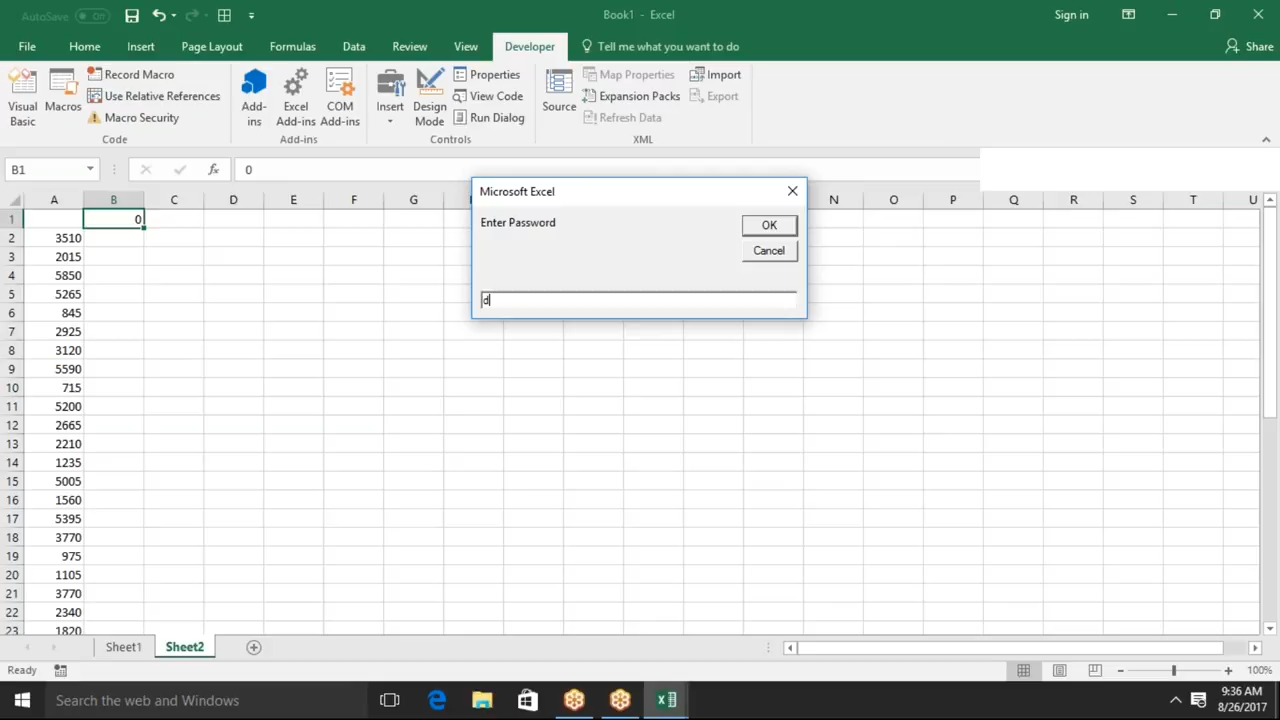 AutoSave Off
Book1 - Excel
Sign in
File Home Insert Page Layout Formulas Data Review View Developer Tell me what you want to do Share
Visual Basic
Macros
Record Macro
Use Relative References
Macro Security
Code
Add-ins
Excel Add-ins
COM Add-ins
Add-ins
Insert
Design Mode
Properties
View Code
Run Dialog
Controls
Source
Map Properties
Expansion Packs
Refresh Data
Import
Export
XML
B1 fx 0
Microsoft Excel
Enter Password
OK
Cancel
d
A B C D E F G N O P Q R S T U
1 0
2 3510
3 2015
4 5850
5 5265
6 845
7 2925
8 3120
9 5590
10 715
11 5200
12 2665
13 2210
14 1235
15 5005
16 1560
17 5395
18 3770
19 975
20 1105
21 3770
22 2340
23 1820
Sheet1 Sheet2
Ready 100%
Search the web and Windows
9:36 AM
8/26/2017